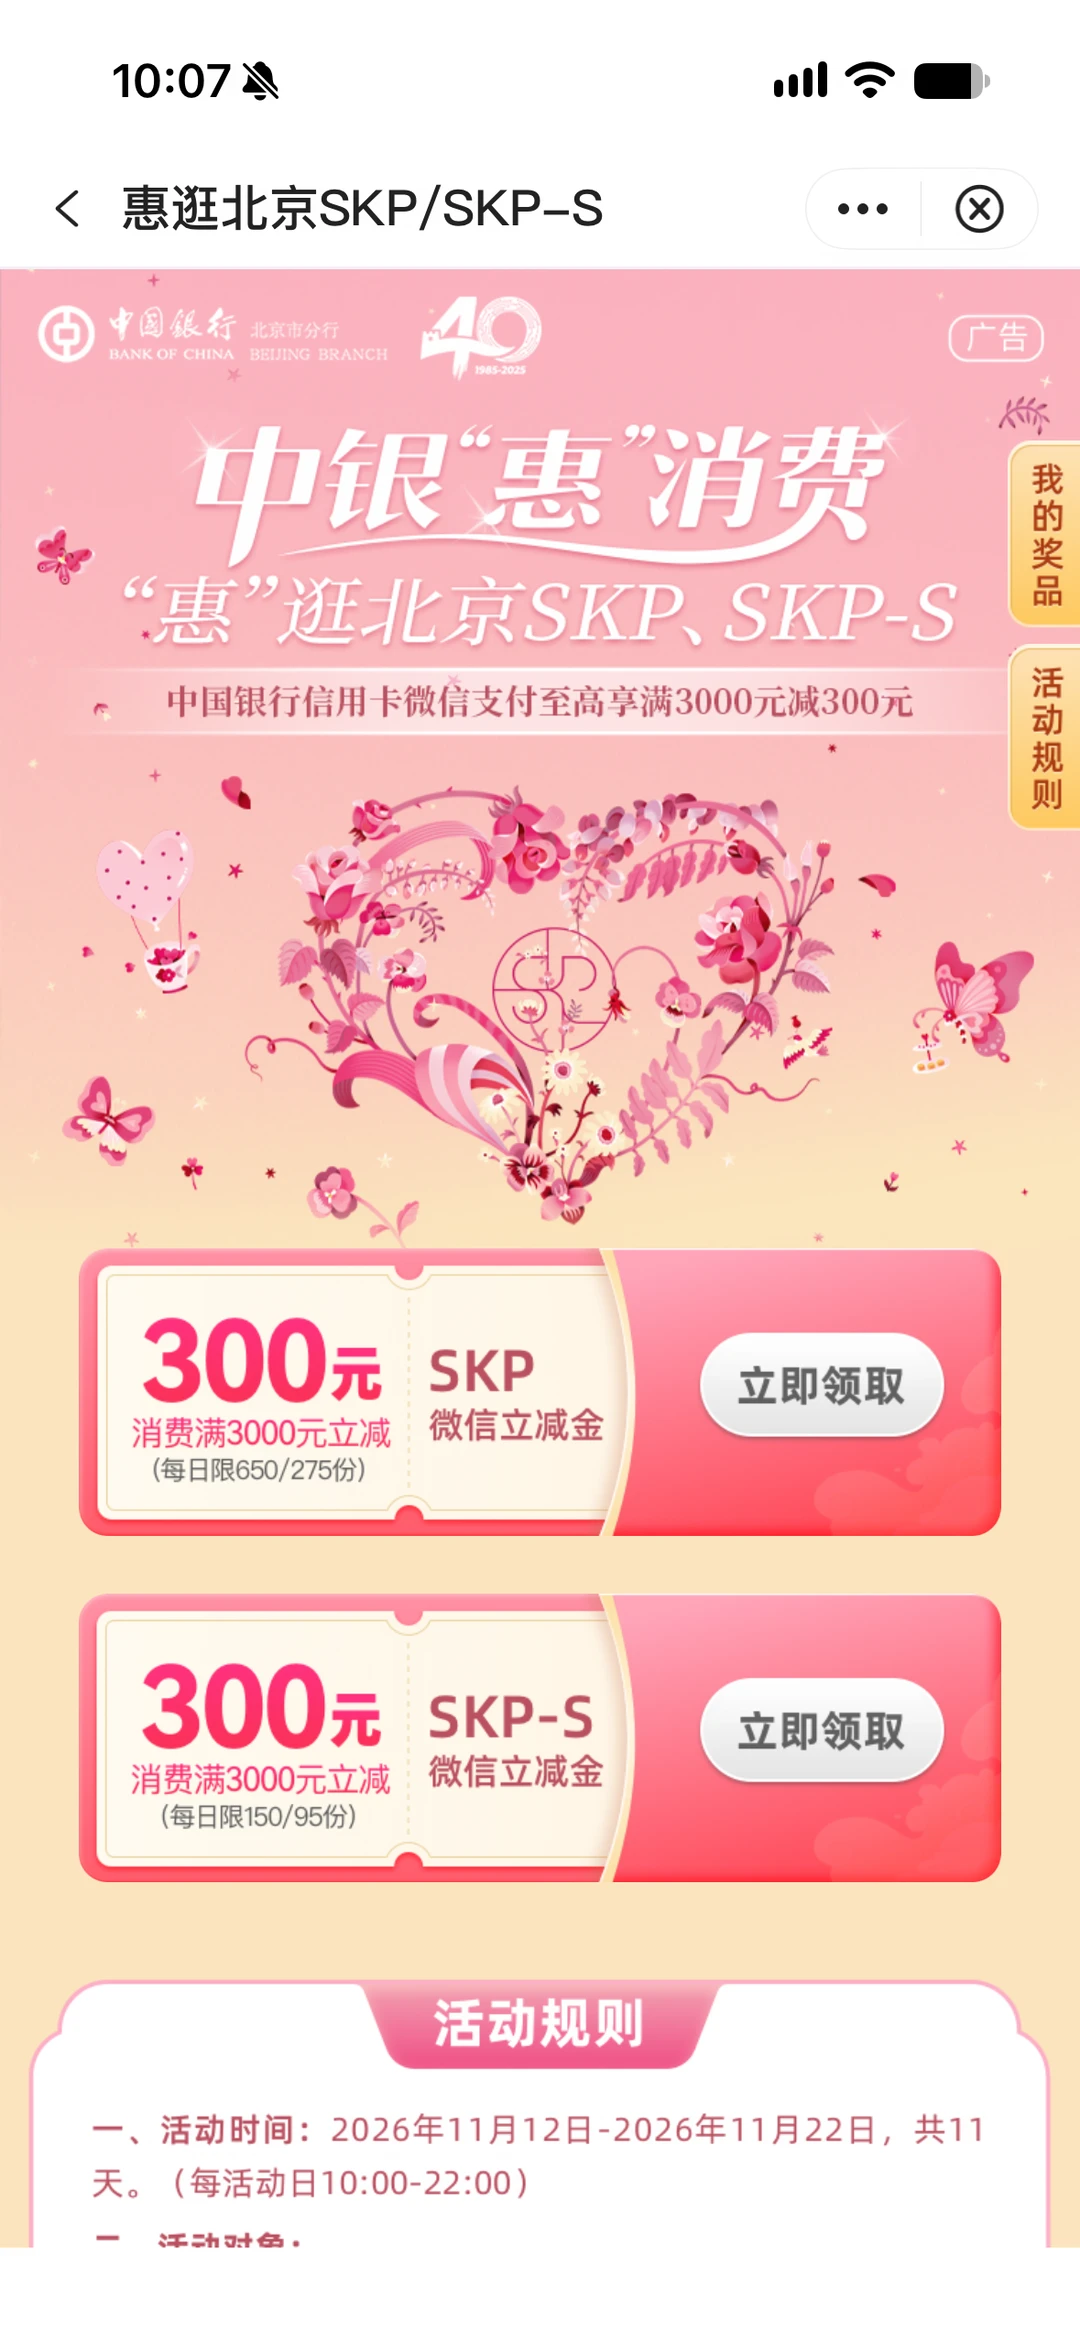 10:07
惠逛北京SKP/SKP-S
中国银行 北京市分行
BANK OF CHINA BEIJING BRANCH
40
1985-2025
广告
中银“惠”消费
“惠”逛北京SKP、SKP-S
中国银行信用卡微信支付至高享满3000元减300元
我的奖品
活动规则
300元
消费满3000元立减
(每日限650/275份)
SKP
微信立减金
立即领取
300元
消费满3000元立减
(每日限150/95份)
SKP-S
微信立减金
立即领取
活动规则
一、活动时间：2026年11月12日-2026年11月22日，共11
天。（每活动日10:00-22:00）
二、活动对象：